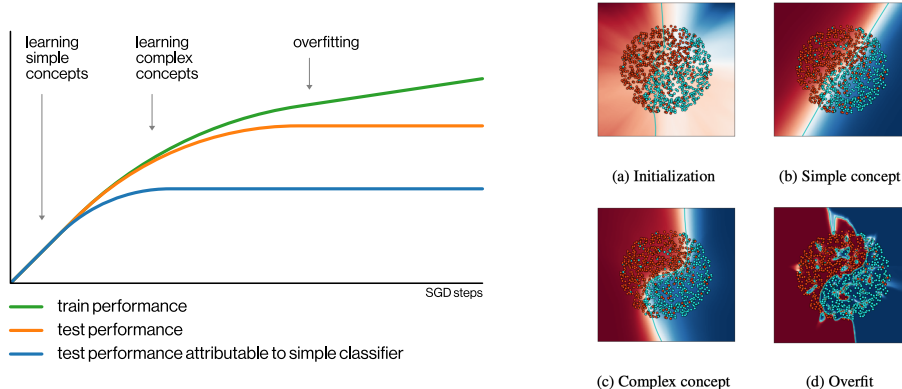 learning
simple
concepts
learning
complex
concepts
overfitting
SGD steps
train performance
test performance
test performance attributable to simple classifier
(a) Initialization
(b) Simple concept
(c) Complex concept
(d) Overfit